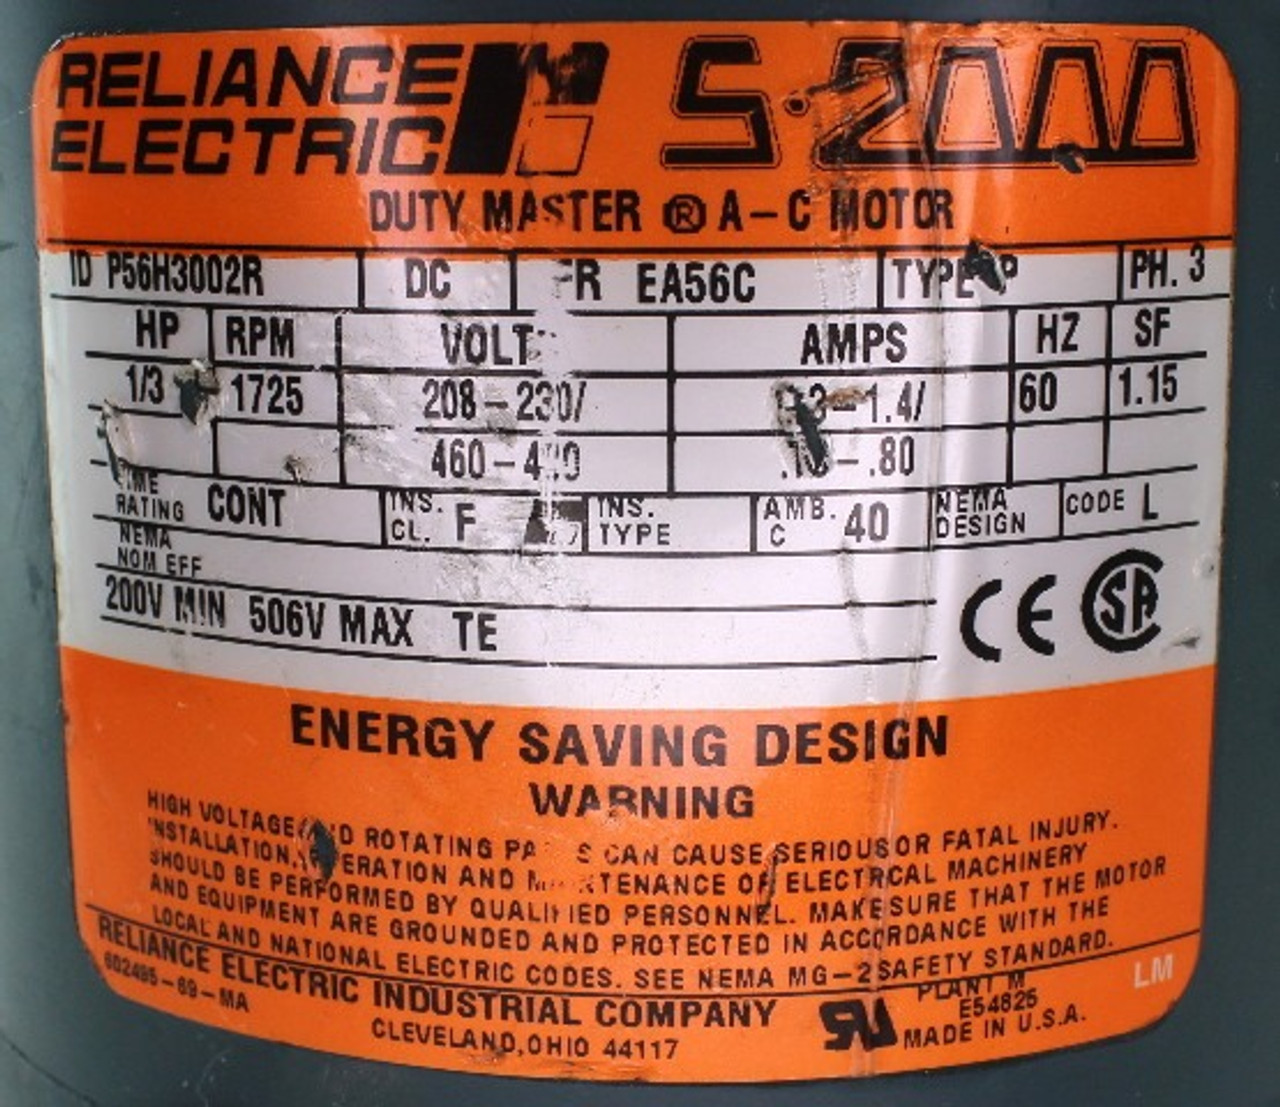 RELIANCE
ELECTRIC
S-2000
DUTY MASTER ® A-C MOTOR
ID P56H3002R DC FR EA56C TYPE P PH. 3
HP RPM VOLT AMPS HZ SF
1/3 1725 208-230/ 1.4/ 60 1.15
460- .80
TIME
RATING CONT INS.
CL. F INS.
TYPE AMB.
C 40 NEMA
DESIGN CODE L
NEMA
NOM EFF
200V MIN 506V MAX TE
CE CSA
ENERGY SAVING DESIGN
WARNING
HIGH VOLTAGE AND ROTATING PARTS CAN CAUSE SERIOUS OR FATAL INJURY.
INSTALLATION, OPERATION AND MAINTENANCE OF ELECTRCAL MACHINERY
SHOULD BE PERFORMED BY QUALIFIED PERSONNEL. MAKE SURE THAT THE MOTOR
AND EQUIPMENT ARE GROUNDED AND PROTECTED IN ACCORDANCE WITH THE
LOCAL AND NATIONAL ELECTRIC CODES. SEE NEMA MG-2 SAFETY STANDARD.
RELIANCE ELECTRIC INDUSTRIAL COMPANY
CLEVELAND, OHIO 44117
602495-69-MA
PLANT M
E54825
MADE IN U.S.A.
LM